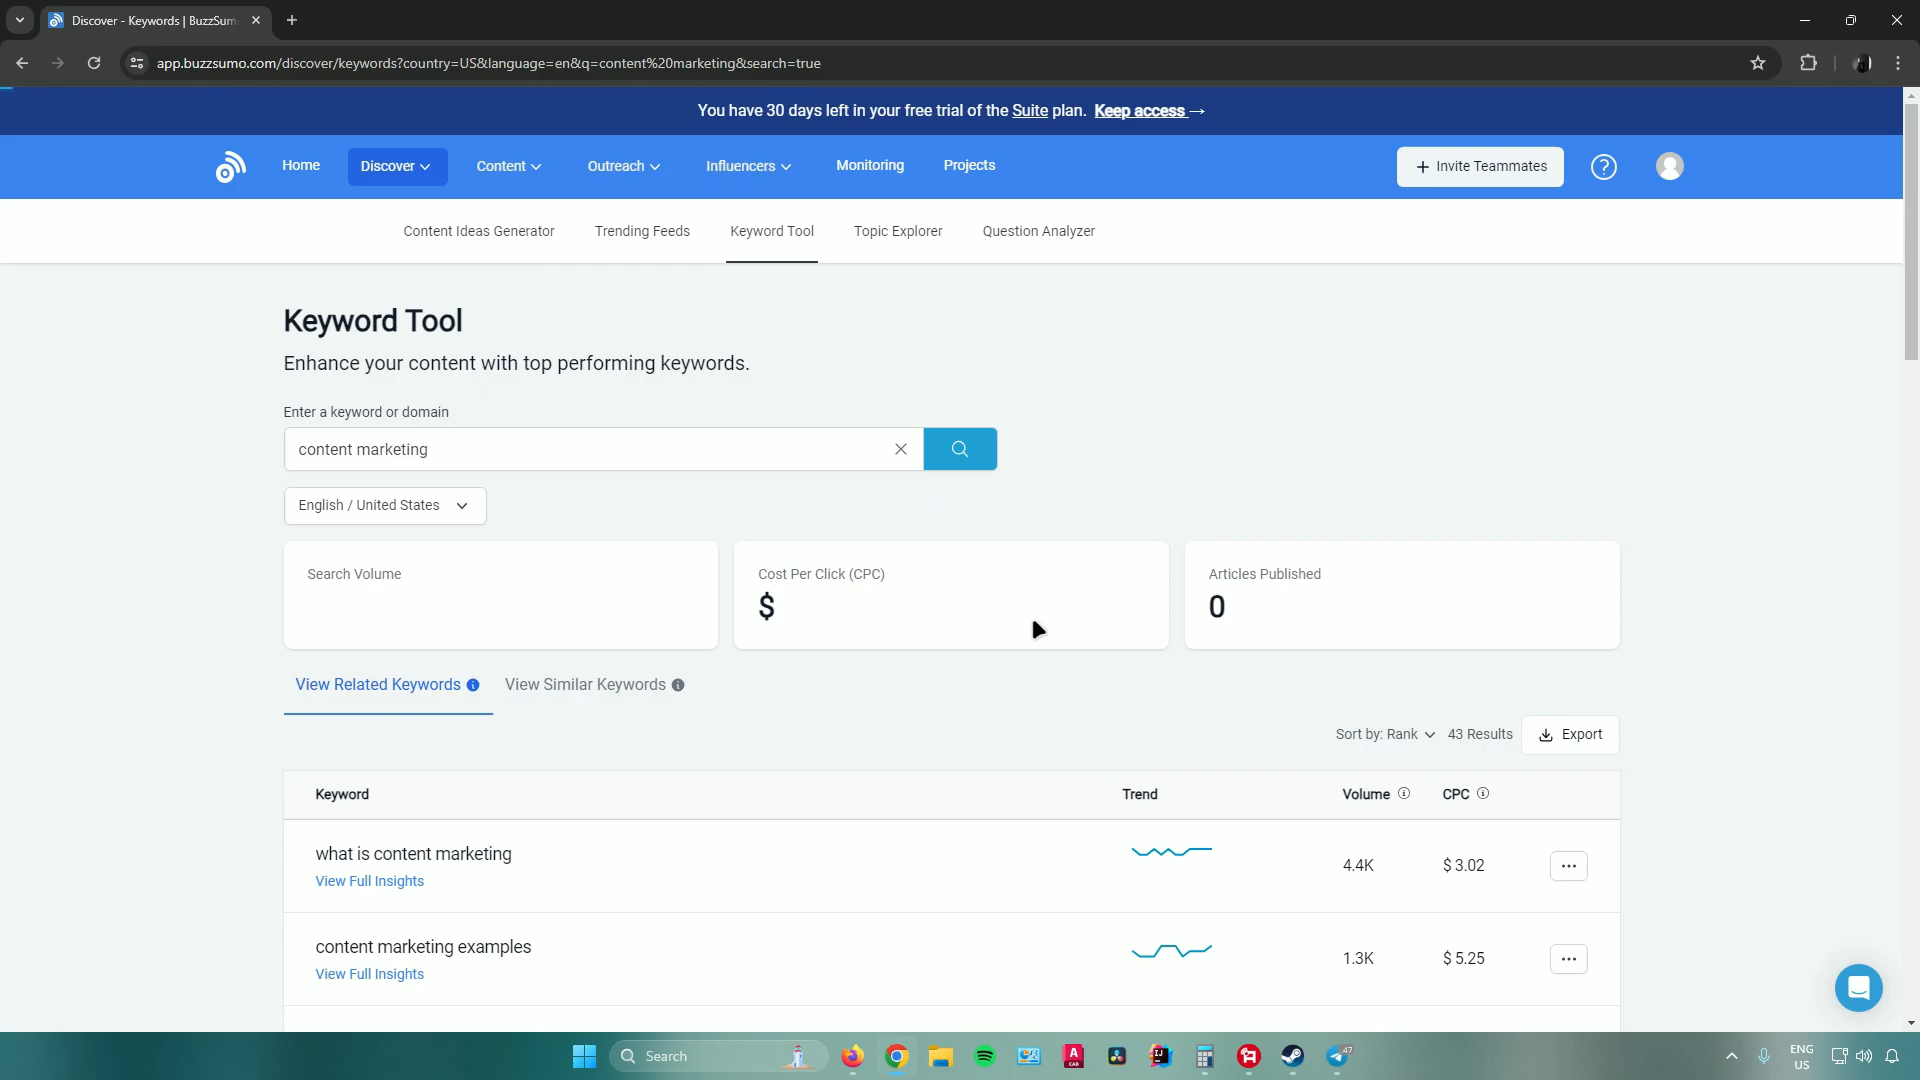 Discover - Keywords | BuzzSum
app.buzzsumo.com/discover/keywords?country=US&language=en&q=content%20marketing&search=true
You have 30 days left in your free trial of the Suite plan. Keep access →
Home Discover Content Outreach Influencers Monitoring Projects + Invite Teammates ?
Content Ideas Generator Trending Feeds Keyword Tool Topic Explorer Question Analyzer
Keyword Tool
Enhance your content with top performing keywords.
Enter a keyword or domain
content marketing
English / United States
Search Volume
Cost Per Click (CPC)
$
Articles Published
0
View Related Keywords View Similar Keywords
Sort by: Rank 43 Results Export
Keyword Trend Volume CPC
what is content marketing
View Full Insights
4.4K $ 3.02
content marketing examples
View Full Insights
1.3K $ 5.25
Search
A
CAD
IJ
47
ENG
US